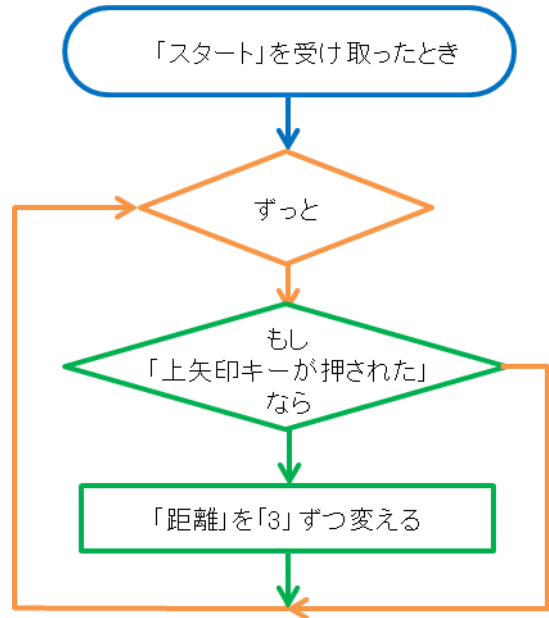 「スタート」を受け取ったとき
ずっと
もし
「上矢印キーが押された」
なら
「距離」を「3」ずつ変える